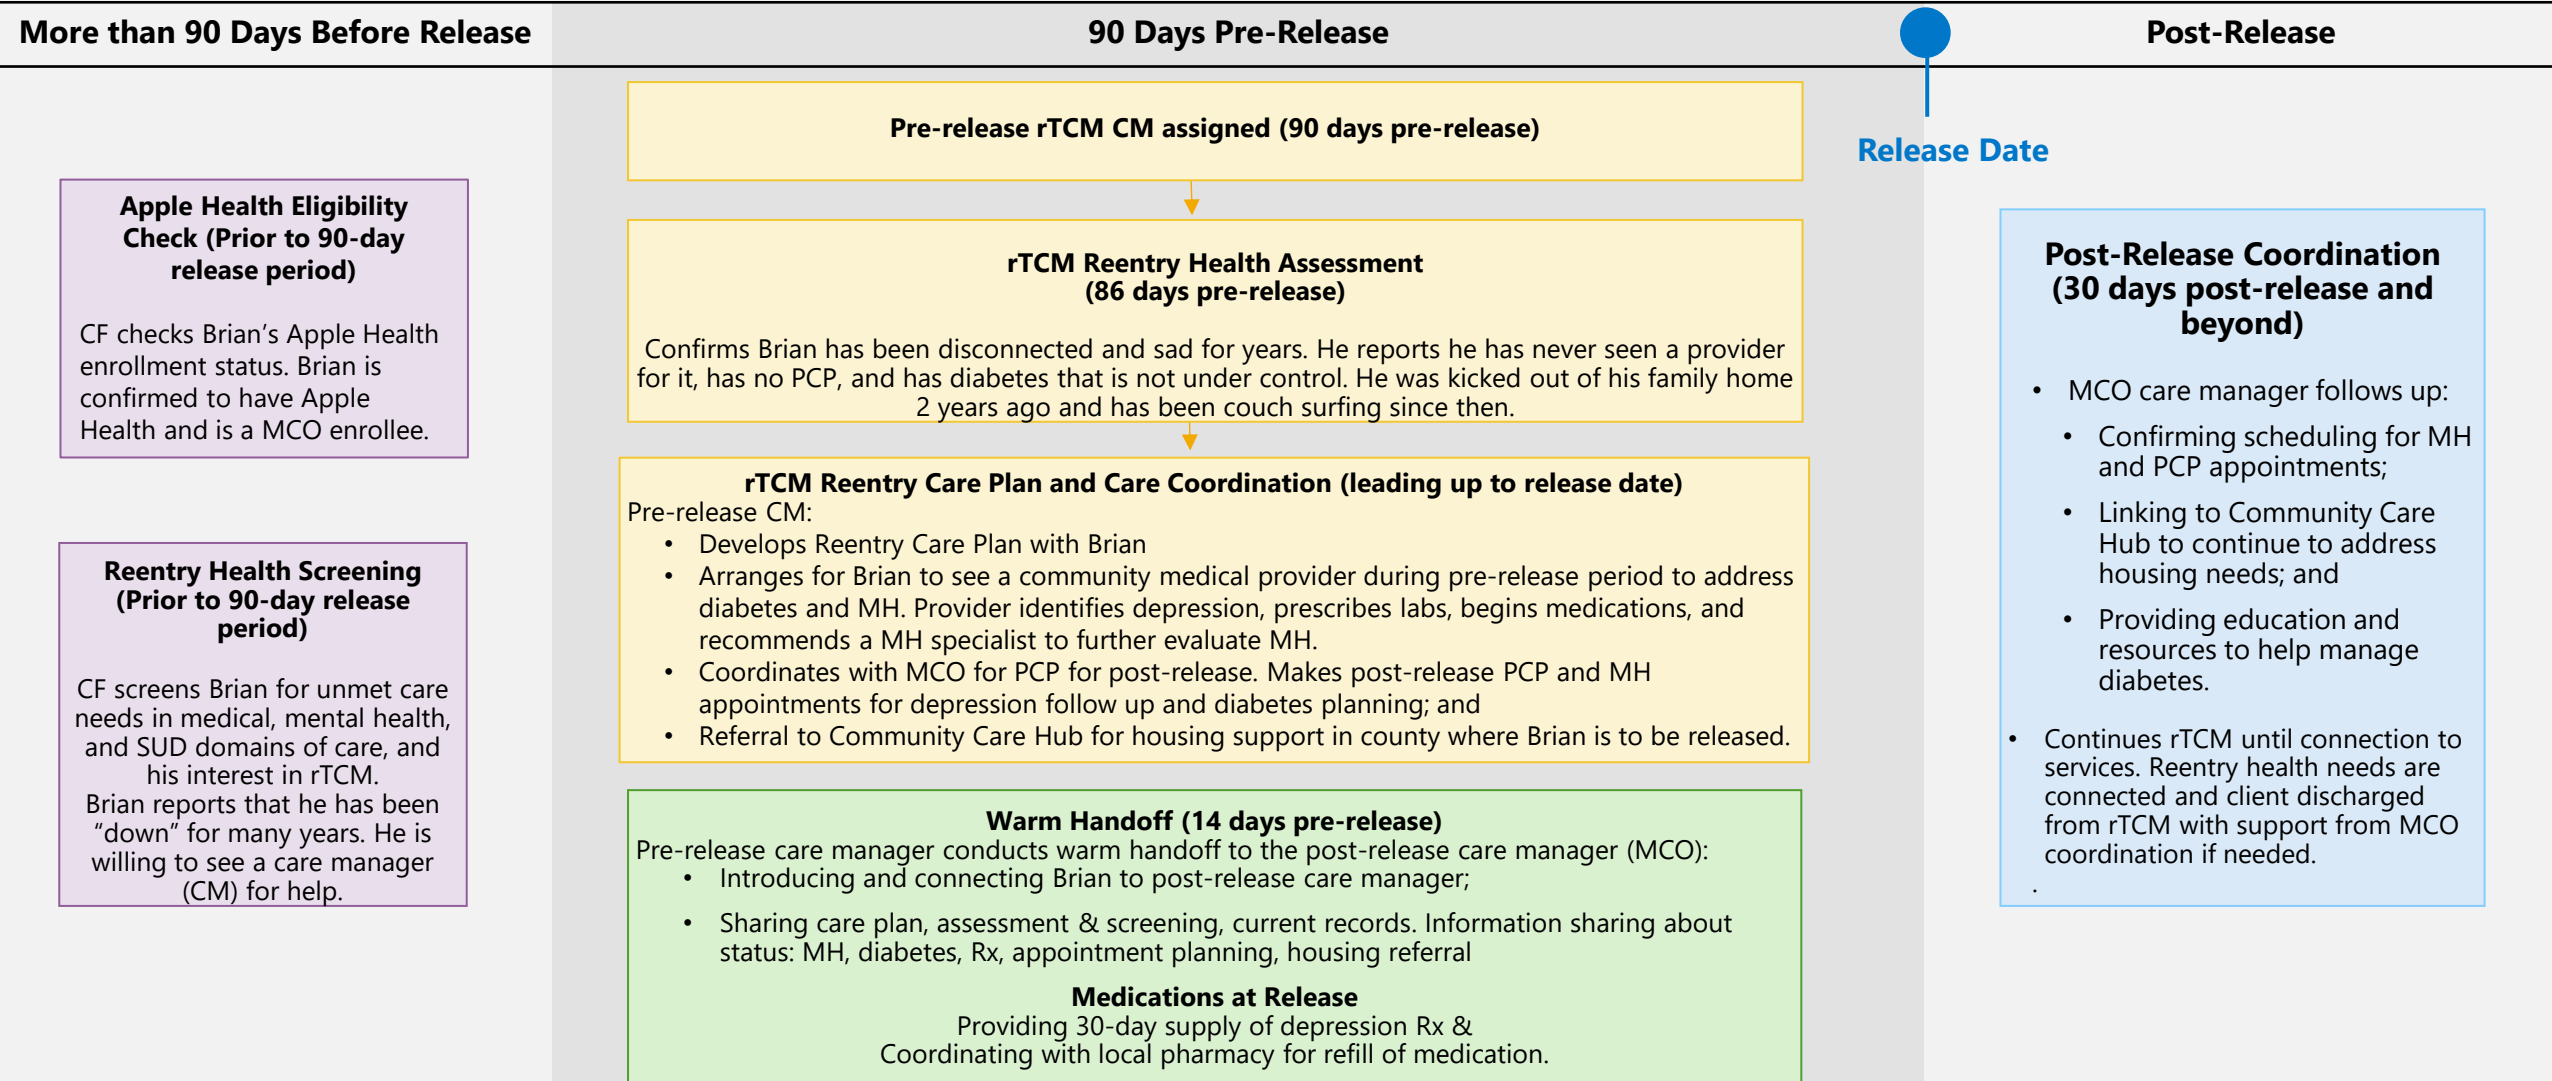 More than 90 Days Before Release
90 Days Pre-Release
Post-Release
Release Date
Apple Health Eligibility
Check (Prior to 90-day
release period)
CF checks Brian’s Apple Health
enrollment status. Brian is
confirmed to have Apple
Health and is a MCO enrollee.
Reentry Health Screening
(Prior to 90-day release
period)
CF screens Brian for unmet care
needs in medical, mental health,
and SUD domains of care, and
his interest in rTCM.
Brian reports that he has been
“down” for many years. He is
willing to see a care manager
(CM) for help.
Pre-release rTCM CM assigned (90 days pre-release)
rTCM Reentry Health Assessment
(86 days pre-release)
Confirms Brian has been disconnected and sad for years. He reports he has never seen a provider
for it, has no PCP, and has diabetes that is not under control. He was kicked out of his family home
2 years ago and has been couch surfing since then.
rTCM Reentry Care Plan and Care Coordination (leading up to release date)
Pre-release CM:
• Develops Reentry Care Plan with Brian
• Arranges for Brian to see a community medical provider during pre-release period to address
diabetes and MH. Provider identifies depression, prescribes labs, begins medications, and
recommends a MH specialist to further evaluate MH.
• Coordinates with MCO for PCP for post-release. Makes post-release PCP and MH
appointments for depression follow up and diabetes planning; and
• Referral to Community Care Hub for housing support in county where Brian is to be released.
Warm Handoff (14 days pre-release)
Pre-release care manager conducts warm handoff to the post-release care manager (MCO):
• Introducing and connecting Brian to post-release care manager;
• Sharing care plan, assessment & screening, current records. Information sharing about
status: MH, diabetes, Rx, appointment planning, housing referral
Medications at Release
Providing 30-day supply of depression Rx &
Coordinating with local pharmacy for refill of medication.
Post-Release Coordination
(30 days post-release and
beyond)
• MCO care manager follows up:
• Confirming scheduling for MH
and PCP appointments;
• Linking to Community Care
Hub to continue to address
housing needs; and
• Providing education and
resources to help manage
diabetes.
• Continues rTCM until connection to
services. Reentry health needs are
connected and client discharged
from rTCM with support from MCO
coordination if needed.
.